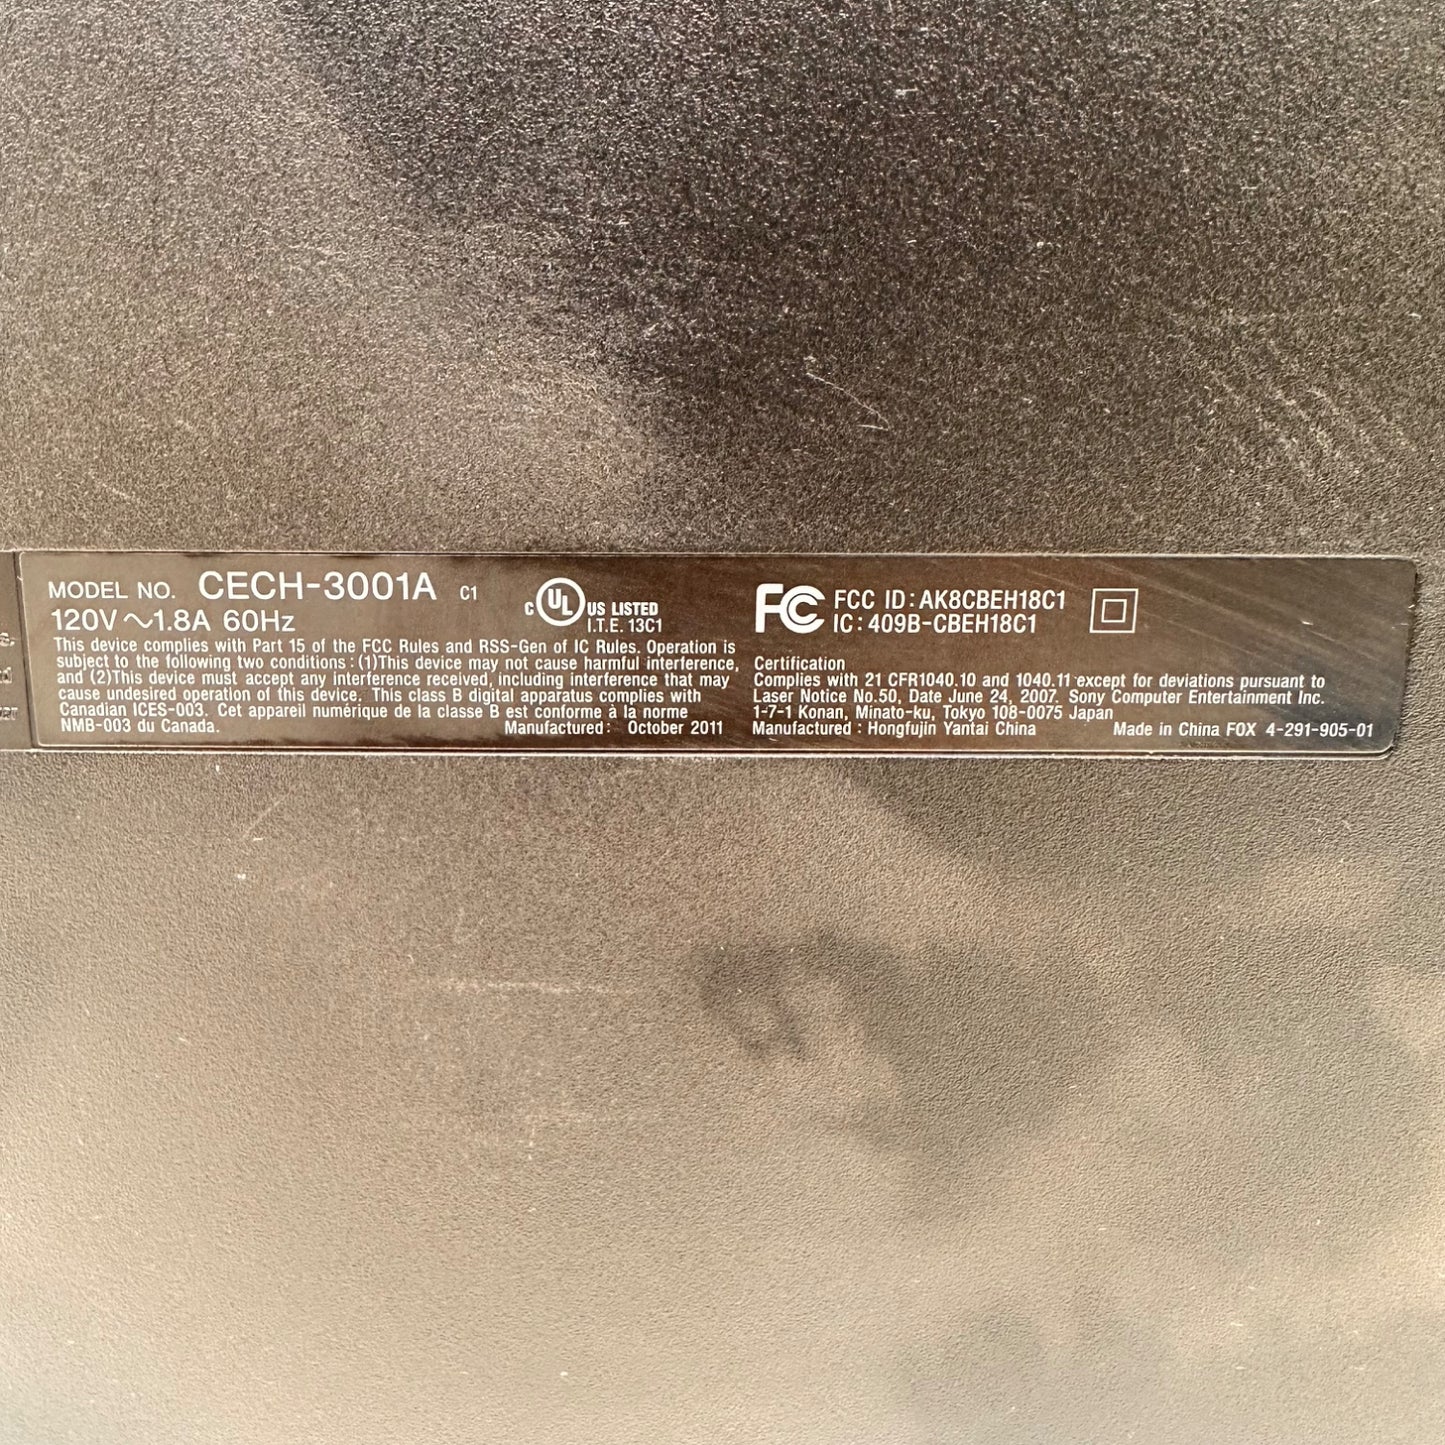 MODEL NO. CECH-3001A C1
120V ~1.8A 60Hz
C UL US LISTED
I.T.E. 13C1
This device complies with Part 15 of the FCC Rules and RSS-Gen of IC Rules. Operation is
subject to the following two conditions : (1)This device may not cause harmful interference,
and (2)This device must accept any interference received, including interference that may
cause undesired operation of this device. This class B digital apparatus complies with
Canadian ICES-003. Cet appareil numérique de la classe B est conforme à la norme
NMB-003 du Canada.
Manufactured : October 2011
FC FCC ID : AK8CBEH18C1
IC : 409B-CBEH18C1
Certification
Complies with 21 CFR1040.10 and 1040.11 except for deviations pursuant to
Laser Notice No.50, Date June 24, 2007. Sony Computer Entertainment Inc.
1-7-1 Konan, Minato-ku, Tokyo 108-0075 Japan
Manufactured : Hongfujin Yantai China
Made in China FOX 4-291-905-01